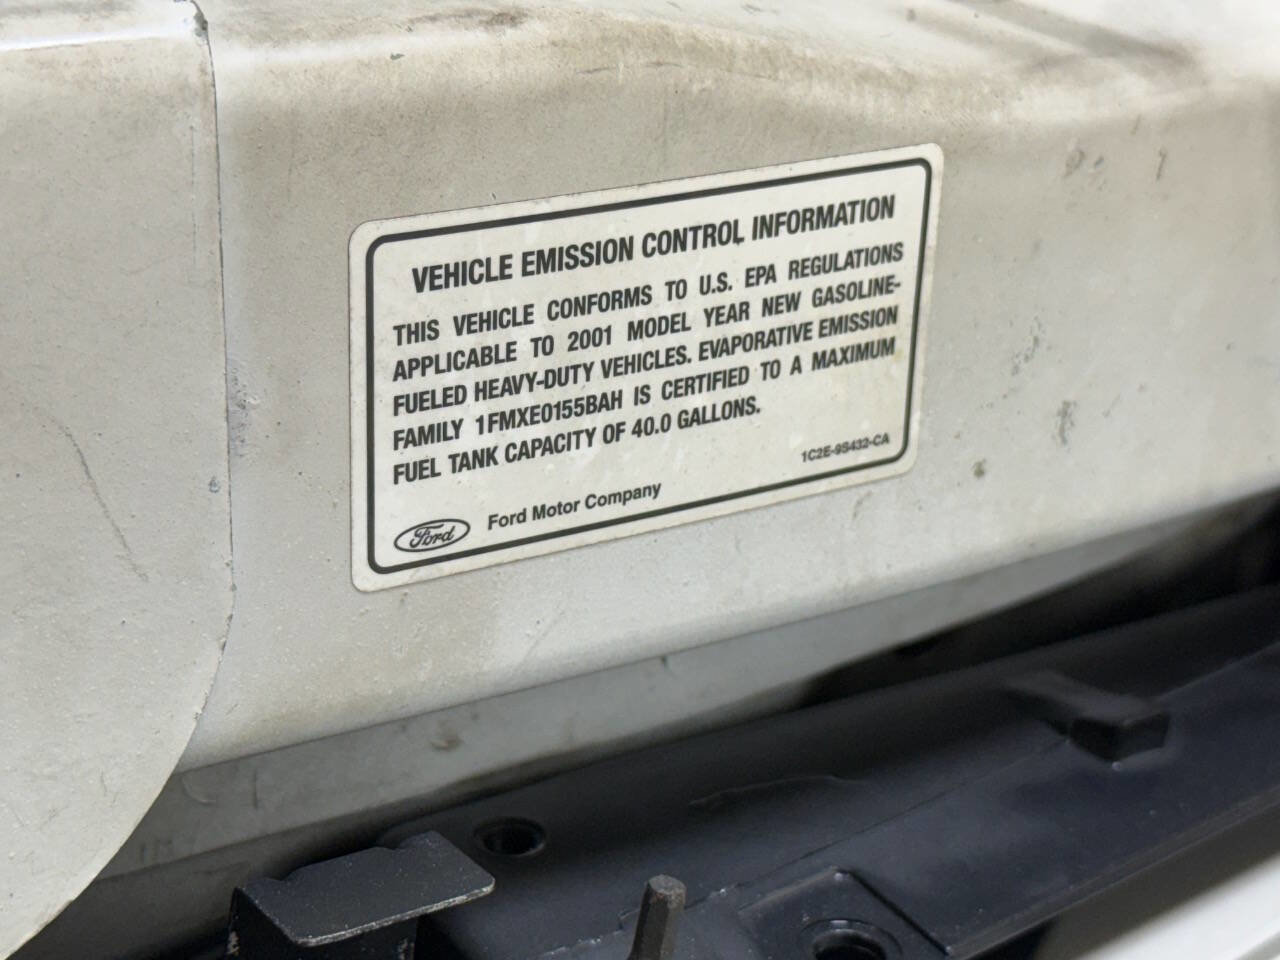 VEHICLE EMISSION CONTROL INFORMATION
THIS VEHICLE CONFORMS TO U.S. EPA REGULATIONS
APPLICABLE TO 2001 MODEL YEAR NEW GASOLINE-
FUELED HEAVY-DUTY VEHICLES. EVAPORATIVE EMISSION
FAMILY 1FMXE0155BAH IS CERTIFIED TO A MAXIMUM
FUEL TANK CAPACITY OF 40.0 GALLONS.
1C2E-9S432-CA
Ford Ford Motor Company